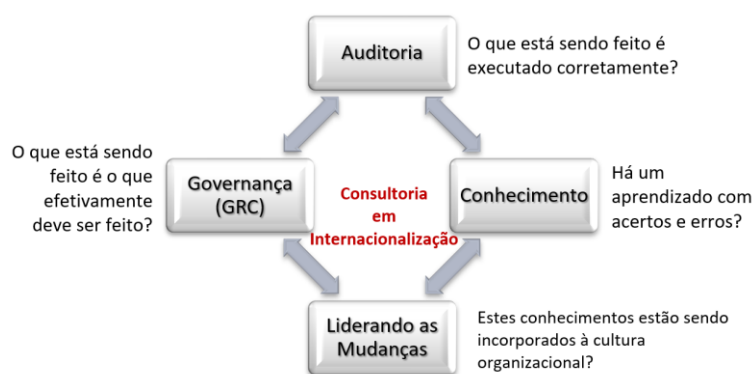 Auditoria
O que está sendo feito é
executado corretamente?
O que está sendo
feito é o que
efetivamente
deve ser feito?
Governança
(GRC)
Consultoria
em
Internacionalização
Conhecimento
Há um
aprendizado com
acertos e erros?
Liderando as
Mudanças
Estes conhecimentos estão sendo
incorporados à cultura
organizacional?